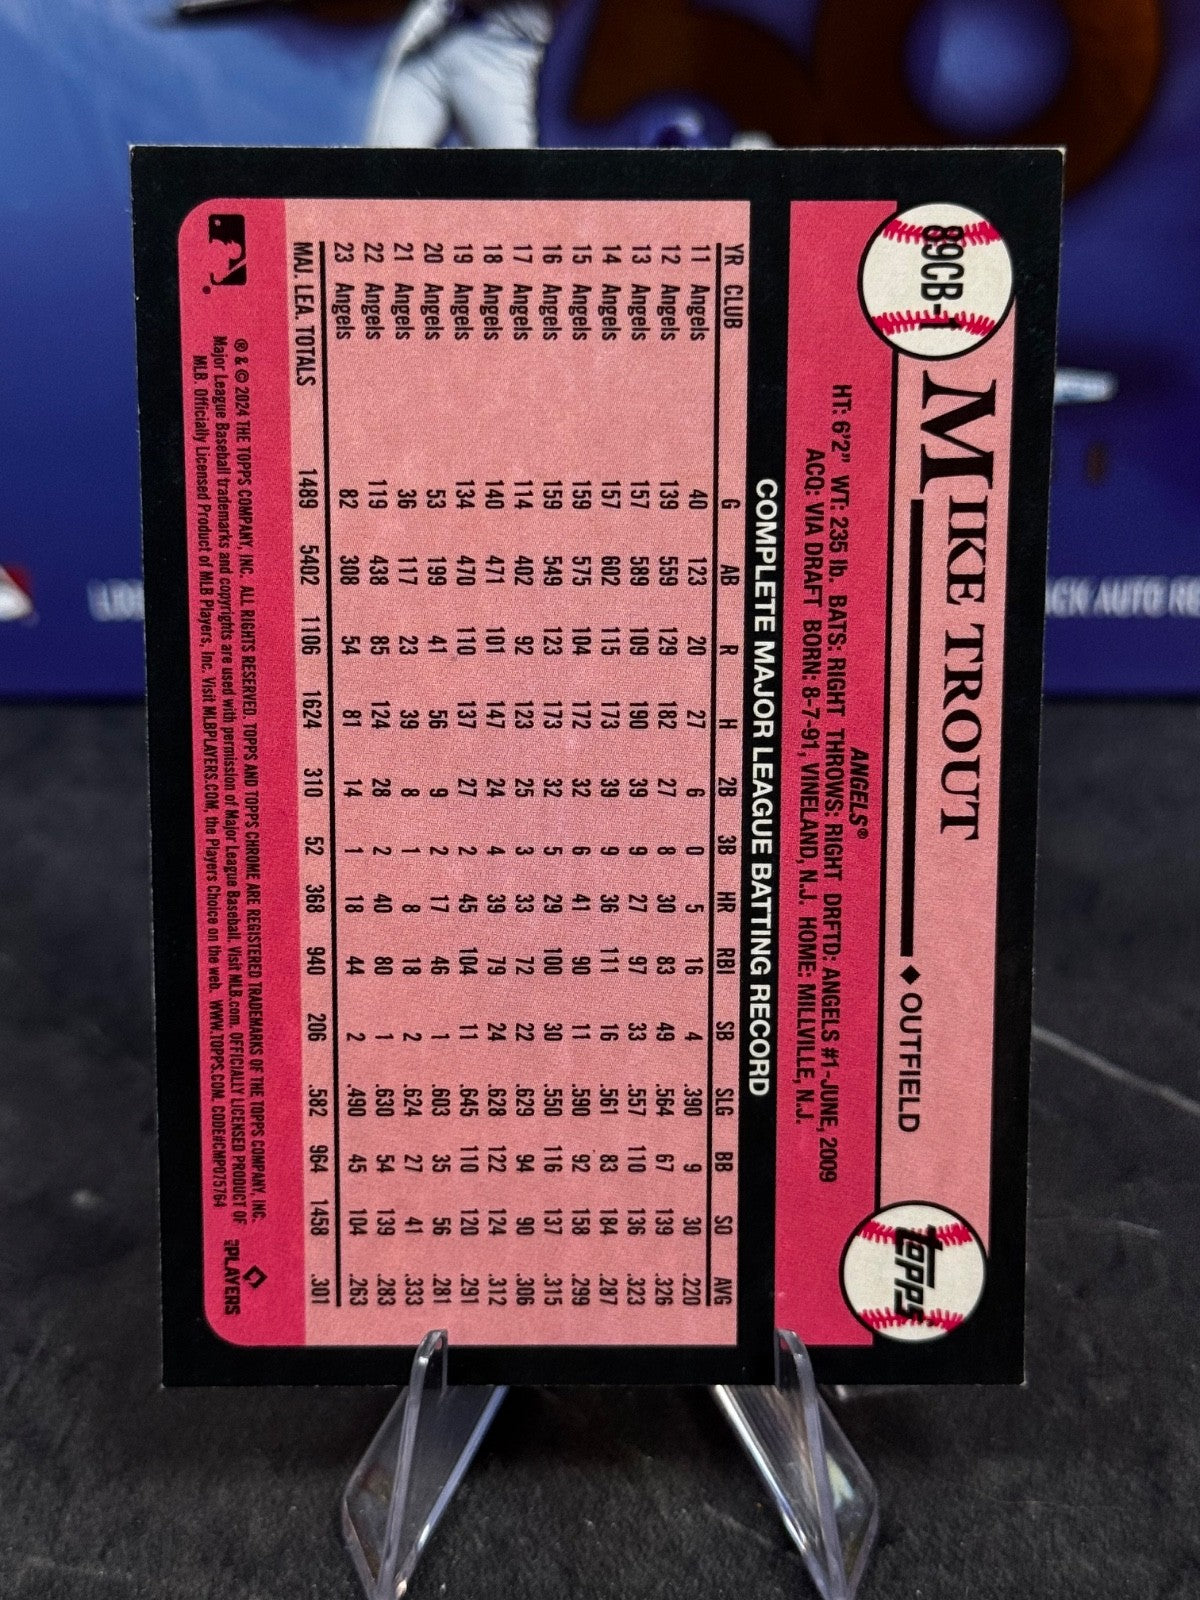 89CB-1
MIKE TROUT
OUTFIELD
topps
ANGELS®
HT: 6'2" WT: 235 lb. BATS: RIGHT THROWS: RIGHT DRFTD: ANGELS #1-JUNE, 2009
ACQ: VIA DRAFT BORN: 8-7-91, VINELAND, N.J. HOME: MILLVILLE, N.J.
COMPLETE MAJOR LEAGUE BATTING RECORD
YR CLUB G AB R H 2B 3B HR RBI SB SLG BB SO AVG
11 Angels 40 123 20 27 6 0 5 16 4 .390 9 30 .220
12 Angels 139 559 129 182 27 8 30 83 49 .564 67 139 .326
13 Angels 157 589 109 190 39 9 27 97 33 .557 110 136 .323
14 Angels 157 602 115 173 39 9 36 111 16 .561 83 184 .287
15 Angels 159 575 104 172 32 6 41 90 11 .590 92 158 .299
16 Angels 159 549 123 173 32 5 29 100 30 .550 116 137 .315
17 Angels 114 402 92 123 25 3 33 72 22 .629 94 90 .306
18 Angels 140 471 101 147 24 4 39 79 24 .628 122 124 .312
19 Angels 134 470 110 137 27 2 45 104 11 .645 110 120 .291
20 Angels 53 199 41 56 9 2 17 46 1 .603 35 56 .281
21 Angels 36 117 23 39 8 1 8 18 2 .624 27 41 .333
22 Angels 119 438 85 124 28 2 40 80 1 .630 54 139 .283
23 Angels 82 308 54 81 14 1 18 44 2 .490 45 104 .263
MAJ. LEA. TOTALS 1489 5402 1106 1624 310 52 368 940 206 .582 964 1458 .301
® & © 2024 THE TOPPS COMPANY, INC. ALL RIGHTS RESERVED. TOPPS AND TOPPS CHROME ARE REGISTERED TRADEMARKS OF THE TOPPS COMPANY, INC.
Major League Baseball trademarks and copyrights are used with permission of Major League Baseball. Visit MLB.com. OFFICIALLY LICENSED PRODUCT OF
MLB Officially Licensed Product of MLB Players, Inc. Visit MLBPLAYERS.COM, the Players Choice on the web. WWW.TOPPS.COM. CODE#CMP075764
MLB PLAYERS
CK AUTO RE